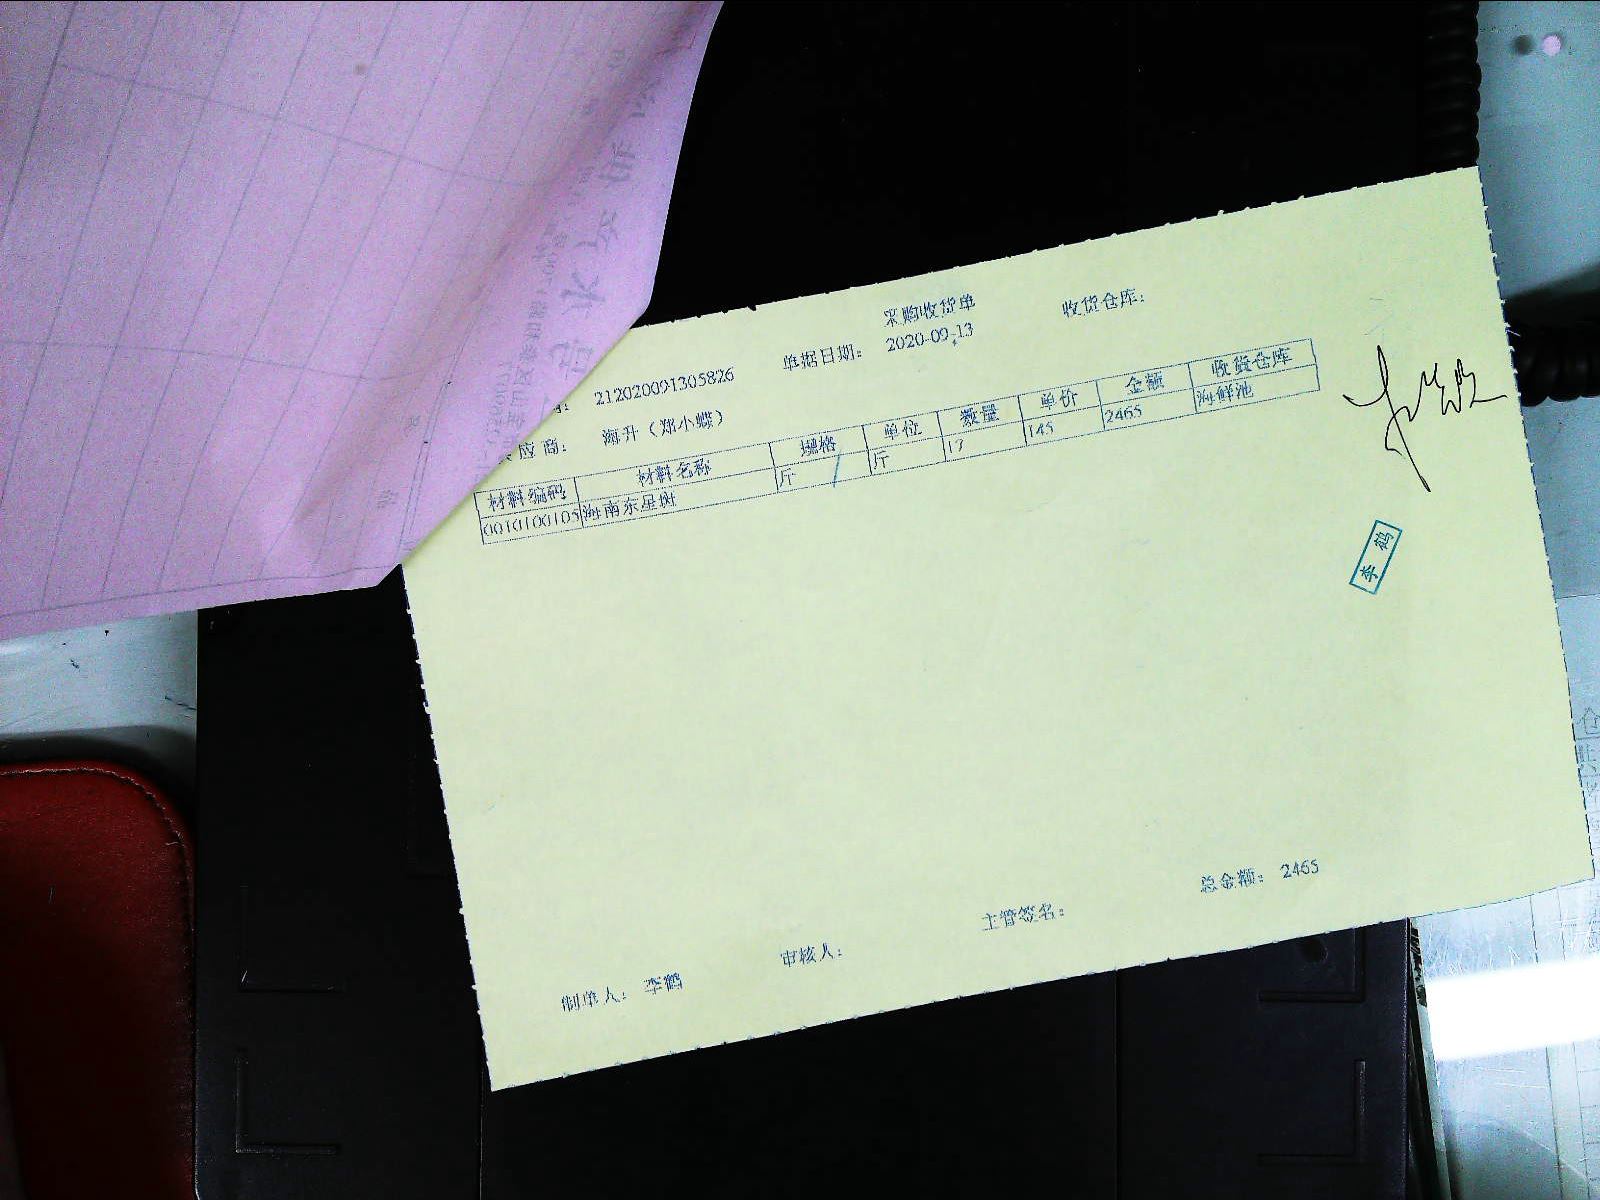 采购收货单
收货仓库：
212020091305826
单据日期： 2020-09-13
应商： 海升（郑小蝶）
材料编码 材料名称 规格 单位 数量 单价 金额 收货仓库
0010100105 海南东星斑 斤 斤 17 145 2465 海鲜池
李鹤
总金额： 2465
主管签名：
审核人：
制单人： 李鹤